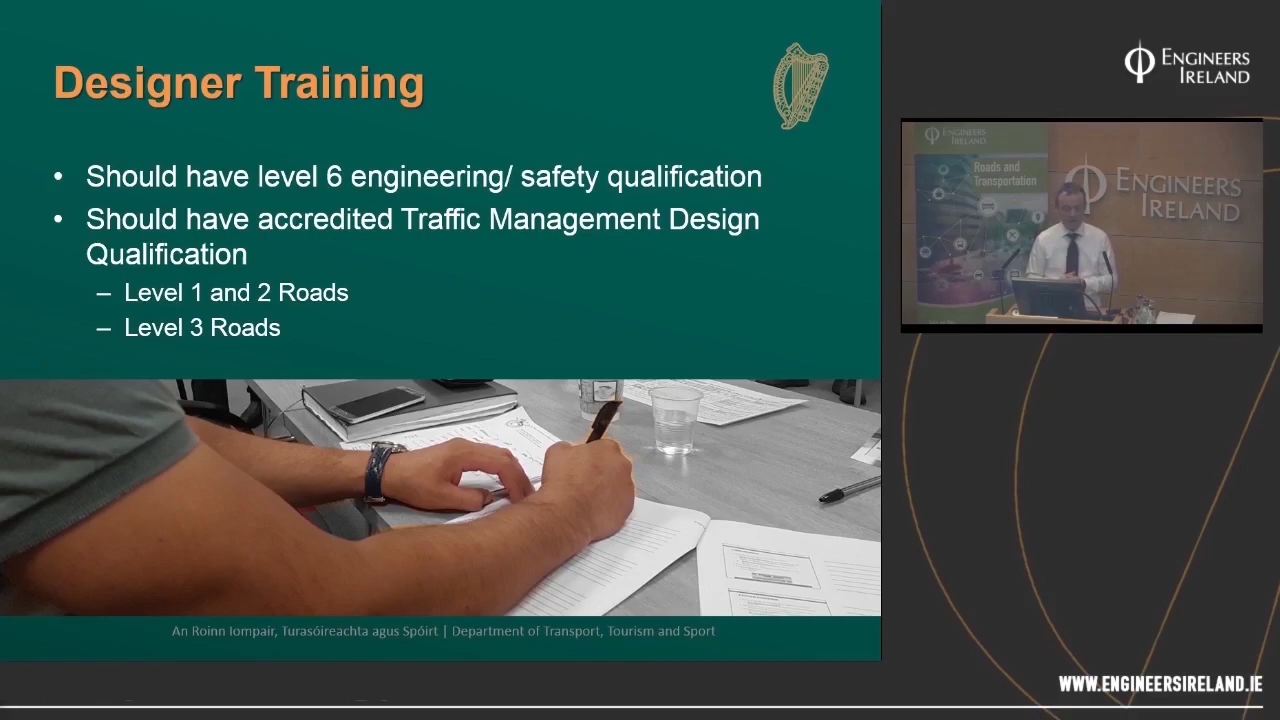 Designer Training
• Should have level 6 engineering/ safety qualification
• Should have accredited Traffic Management Design
Qualification
– Level 1 and 2 Roads
– Level 3 Roads
An Roinn Iompair, Turasóireachta agus Spóirt | Department of Transport, Tourism and Sport
ENGINEERS
IRELAND
ENGINEERS
IRELAND
Roads and
Transportation
ENGINEERS
IRELAND
WWW.ENGINEERSIRELAND.IE